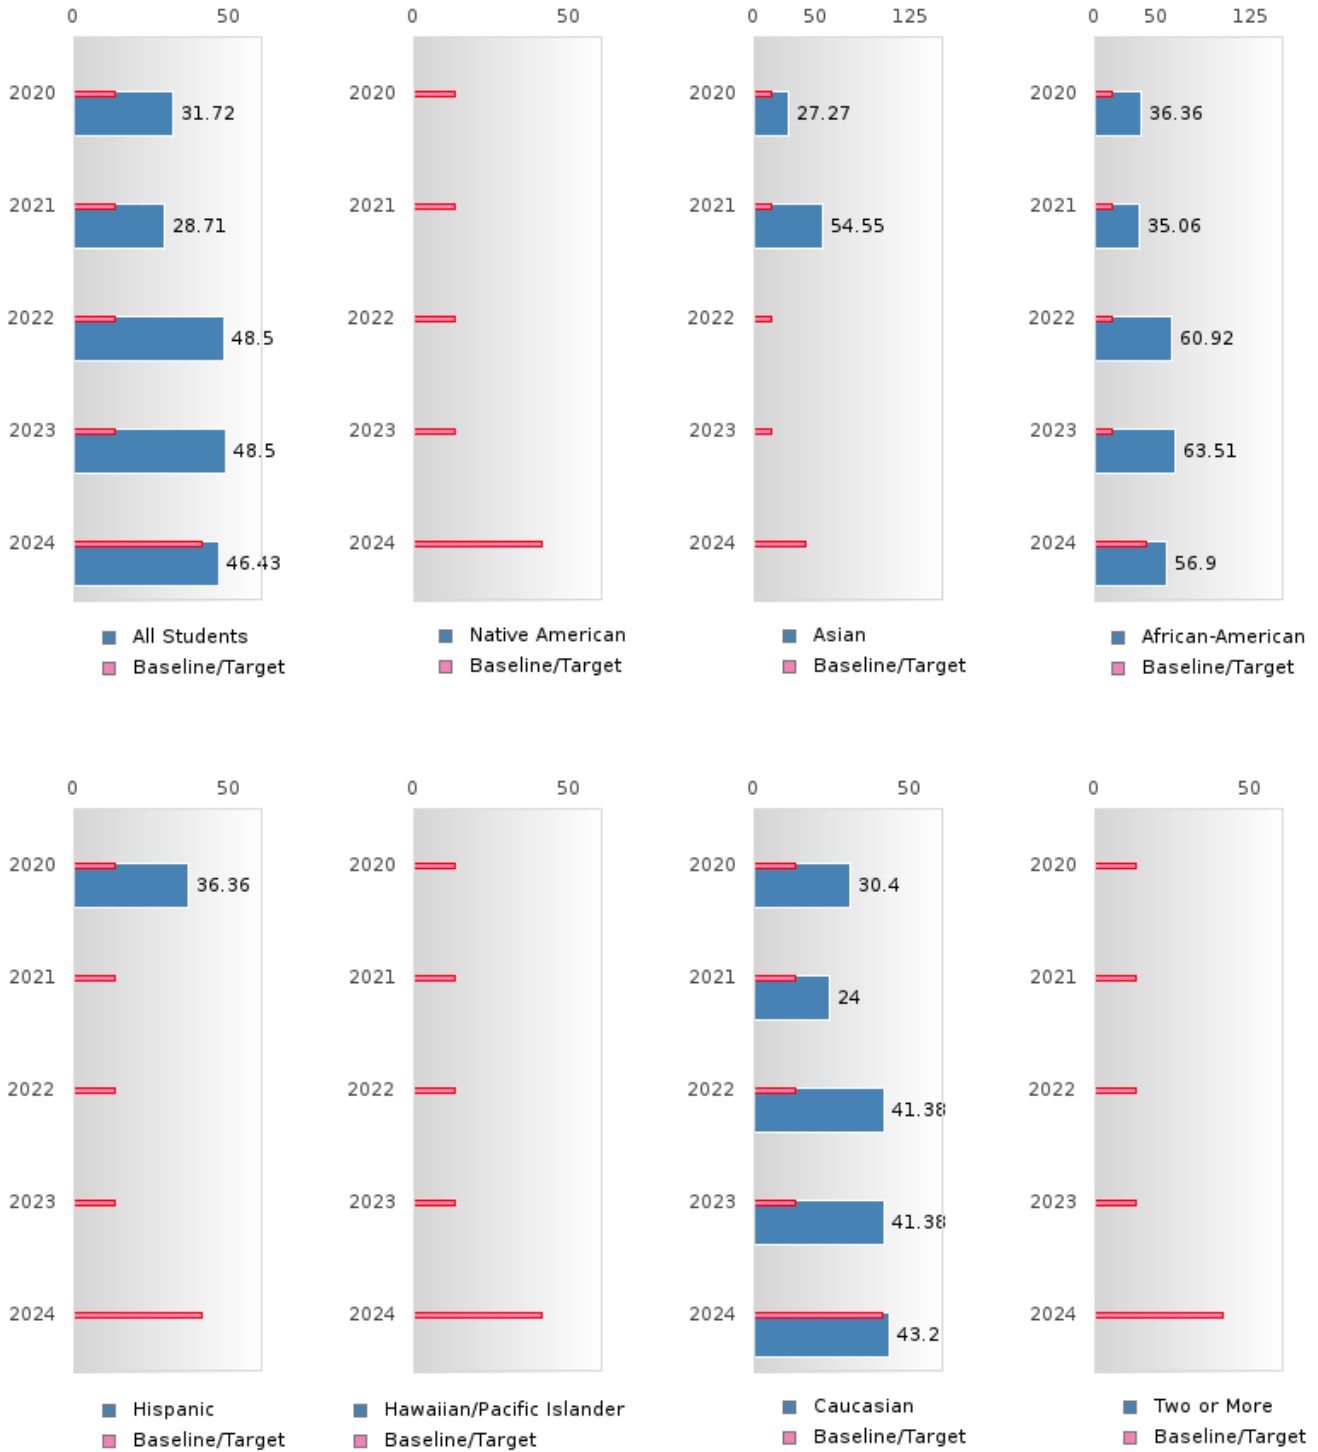 0 50
2020 31.72
2021 28.71
2022 48.5
2023 48.5
2024 46.43
All Students
Baseline/Target
0 50
2020
2021
2022
2023
2024
Native American
Baseline/Target
0 50 125
2020 27.27
2021 54.55
2022
2023
2024
Asian
Baseline/Target
0 50 125
2020 36.36
2021 35.06
2022 60.92
2023 63.51
2024 56.9
African-American
Baseline/Target
0 50
2020 36.36
2021
2022
2023
2024
Hispanic
Baseline/Target
0 50
2020
2021
2022
2023
2024
Hawaiian/Pacific Islander
Baseline/Target
0 50
2020 30.4
2021 24
2022 41.38
2023 41.38
2024 43.2
Caucasian
Baseline/Target
0 50
2020
2021
2022
2023
2024
Two or More
Baseline/Target